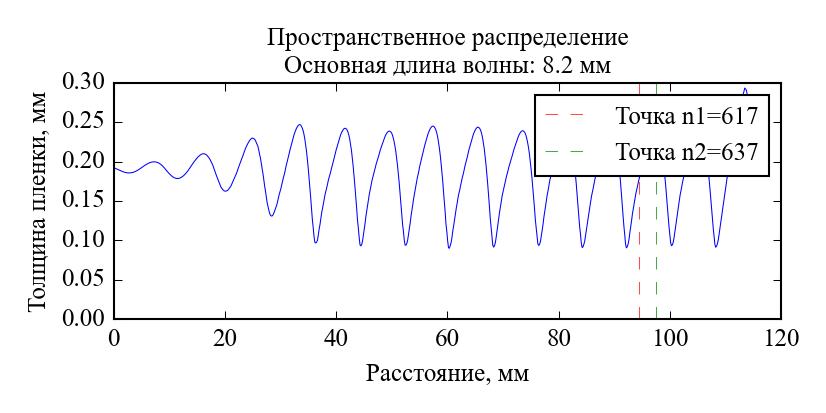 Пространственное распределение
Основная длина волны: 8.2 мм
0.30
0.25
0.20
0.15
0.10
0.05
0.00
Толщина пленки, мм
Точка n1=617
Точка n2=637
0 20 40 60 80 100 120
Расстояние, мм